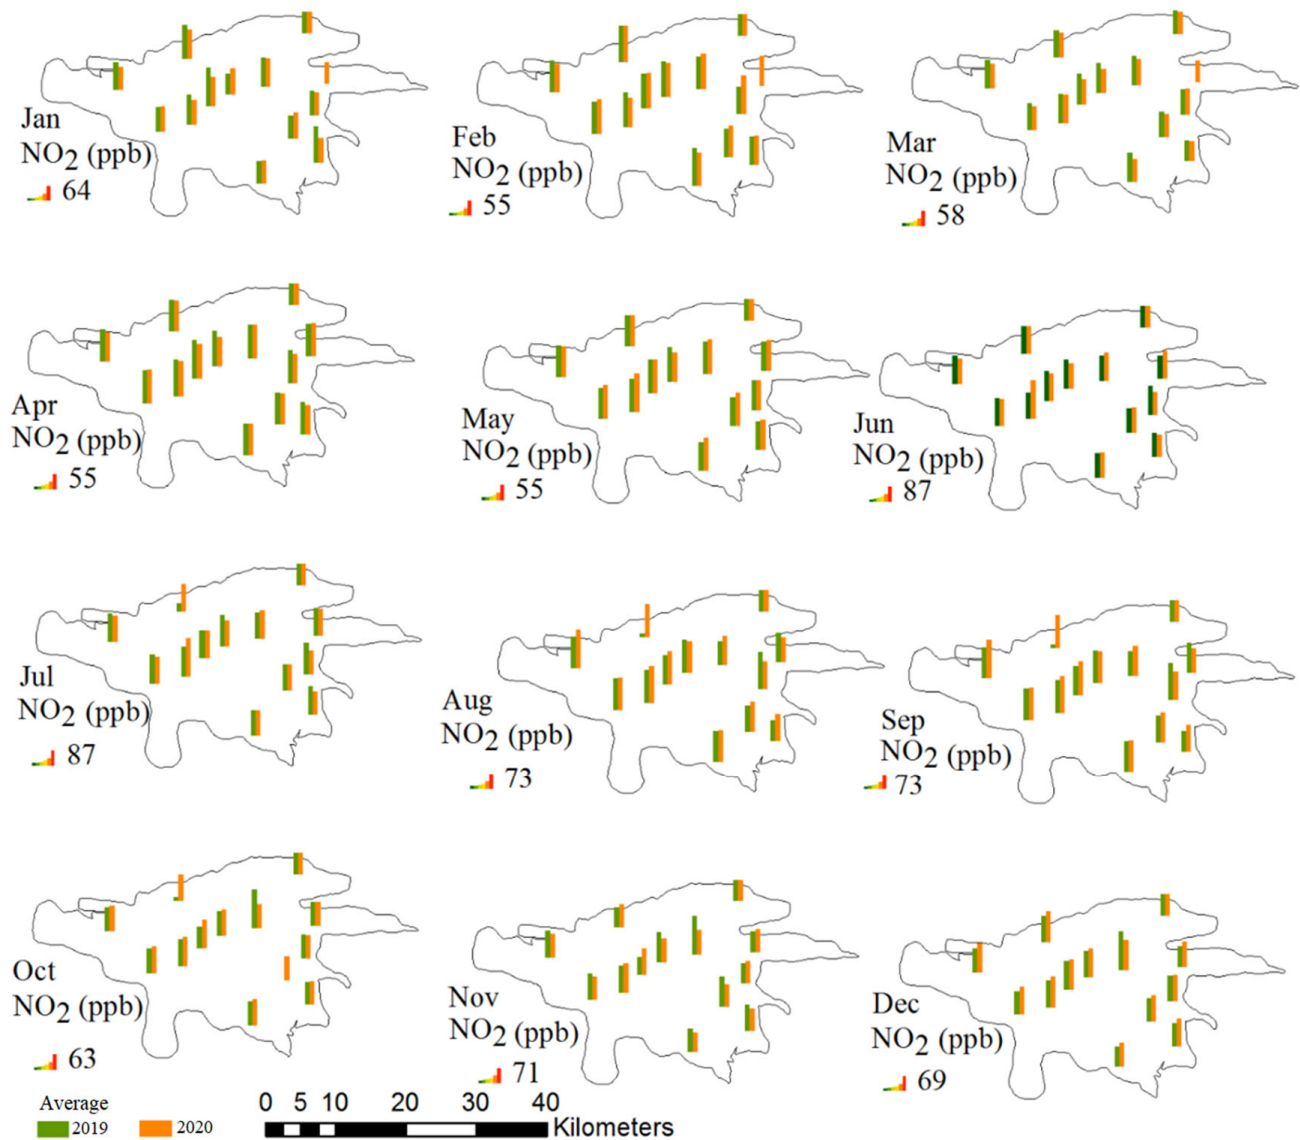 Jan
NO2 (ppb)
64
Feb
NO2 (ppb)
55
Mar
NO2 (ppb)
58
Apr
NO2 (ppb)
55
May
NO2 (ppb)
55
Jun
NO2 (ppb)
87
Jul
NO2 (ppb)
87
Aug
NO2 (ppb)
73
Sep
NO2 (ppb)
73
Oct
NO2 (ppb)
63
Nov
NO2 (ppb)
71
Dec
NO2 (ppb)
69
Average
2019 2020
0 5 10 20 30 40
Kilometers